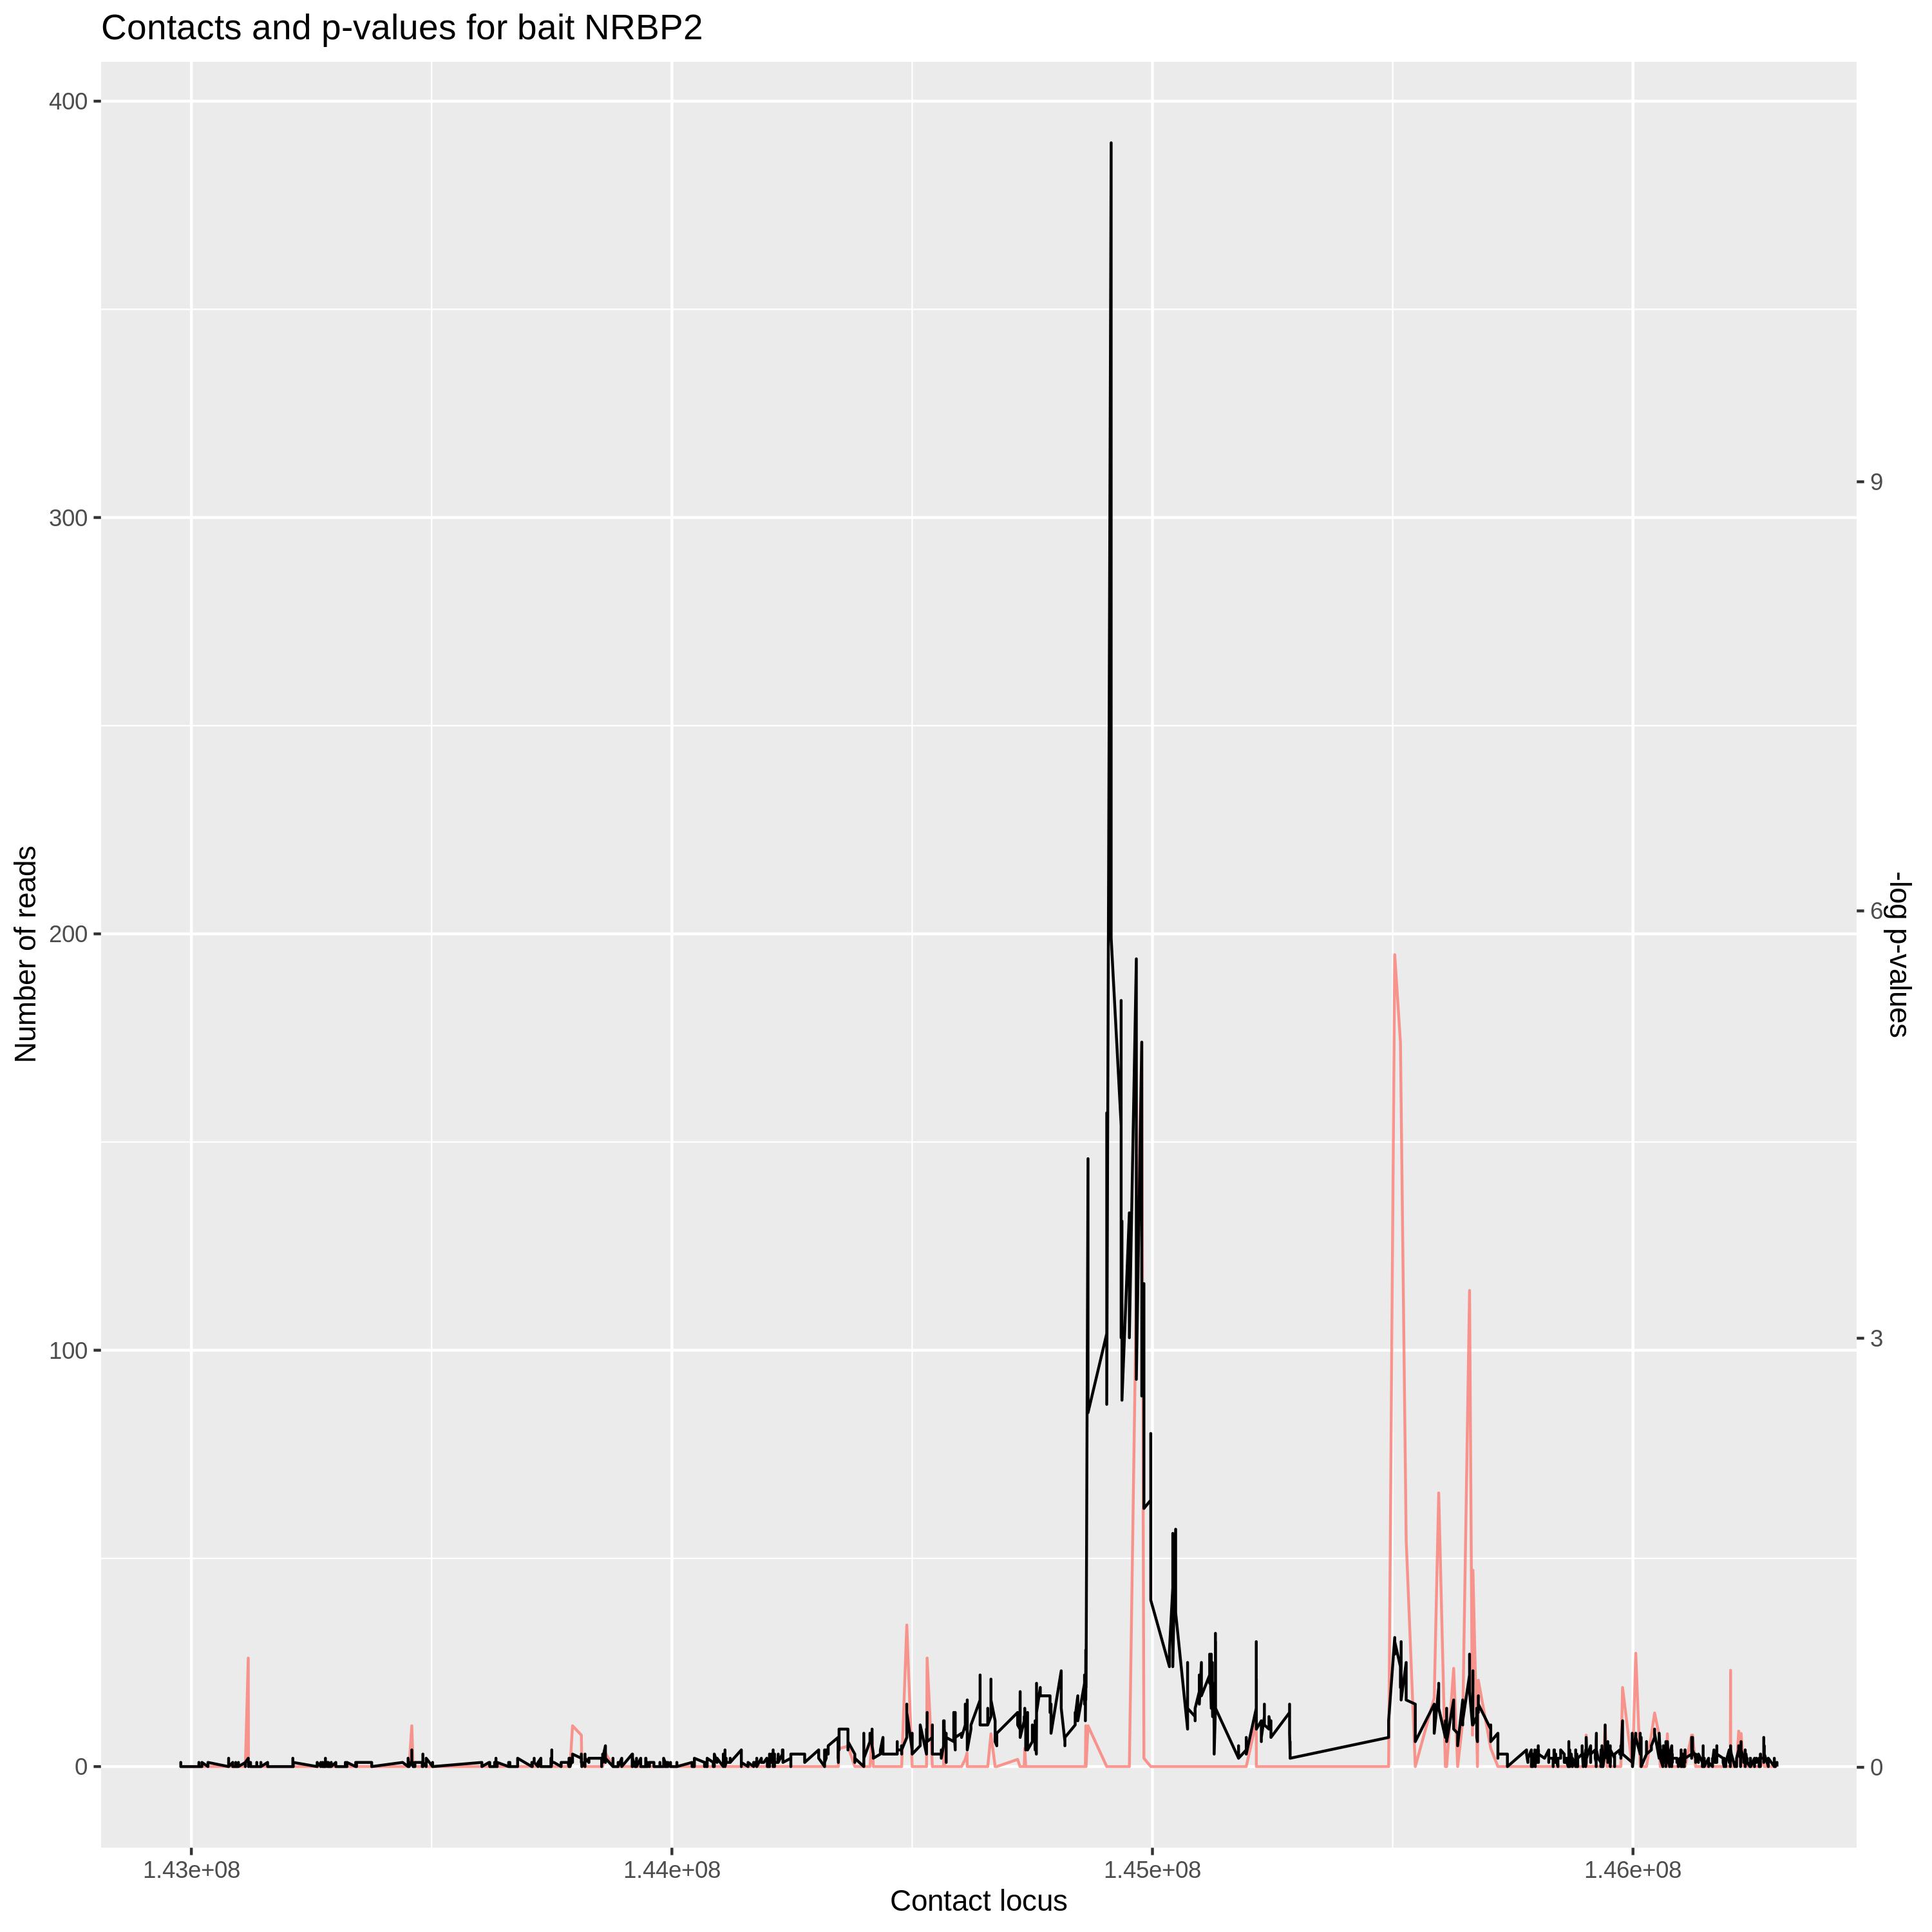 Contacts and p-values for bait NRBP2
400
300
200
100
0
Number of reads
9
6
3
0
-log p-values
1.43e+08
1.44e+08
1.45e+08
1.46e+08
Contact locus